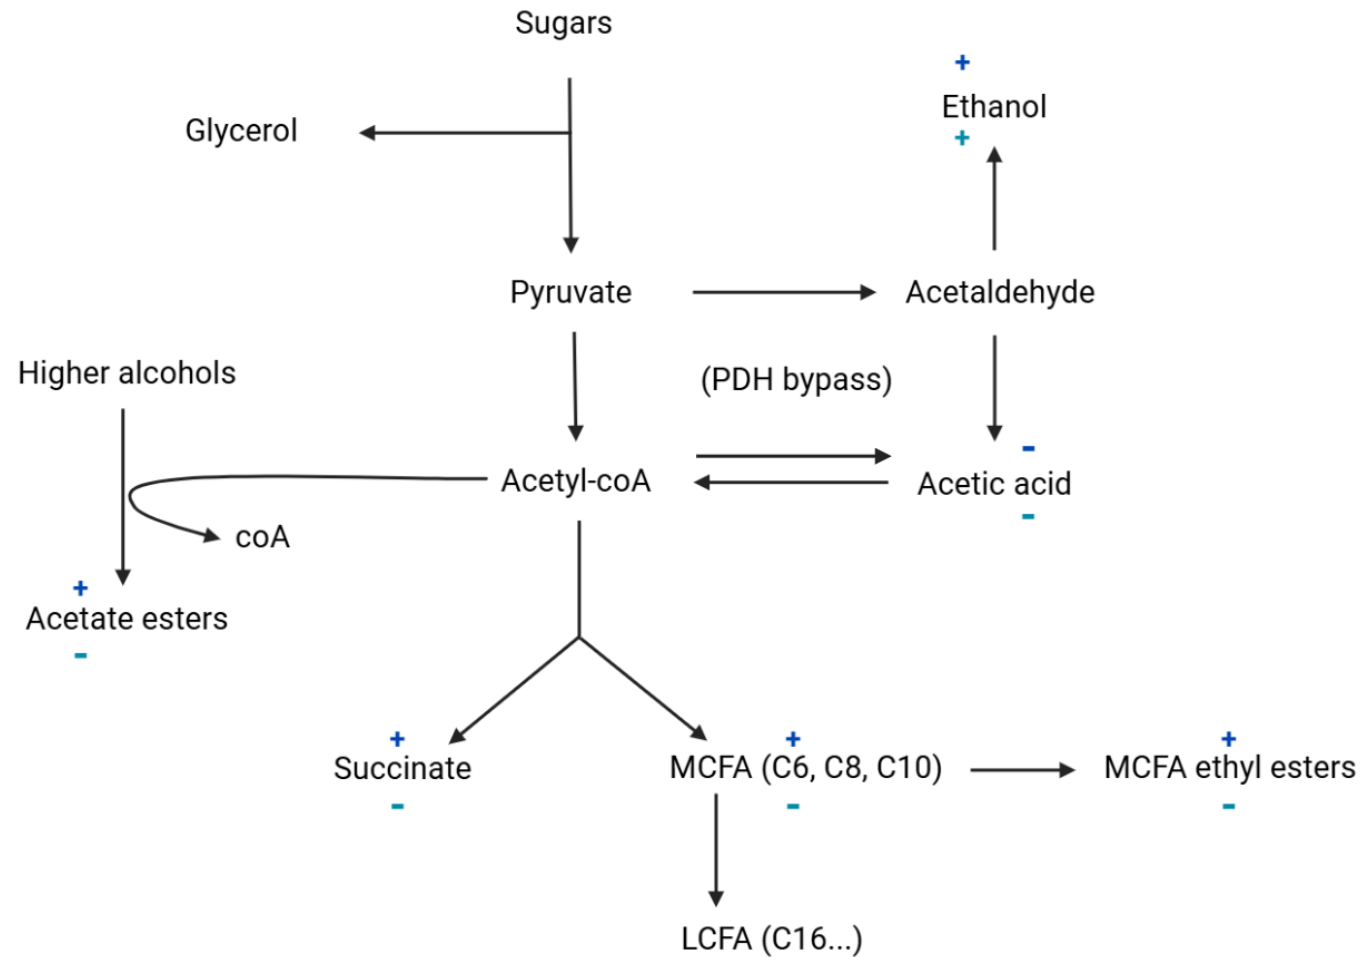 Sugars
+
Ethanol
+
Glycerol
Pyruvate
Acetaldehyde
Higher alcohols
(PDH bypass)
Acetyl-coA
-
Acetic acid
-
coA
+
Acetate esters
-
+
Succinate
-
+
MCFA (C6, C8, C10)
-
+
MCFA ethyl esters
-
LCFA (C16...)